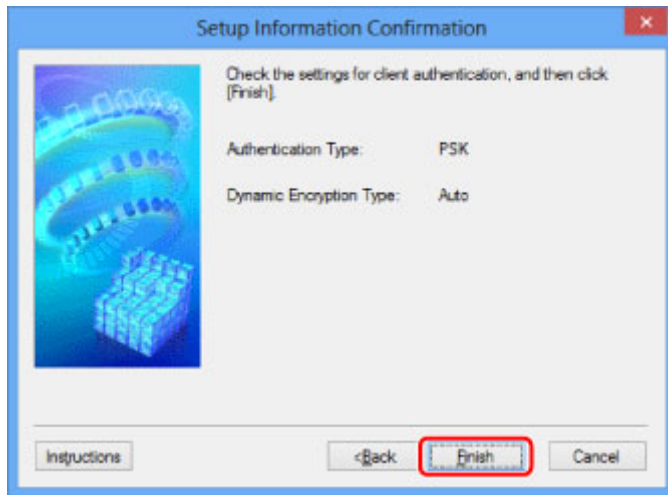 Setup Information Confirmation
Check the settings for client authentication, and then click
[Finish].
Authentication Type: PSK
Dynamic Encryption Type: Auto
Instructions <Back Finish Cancel